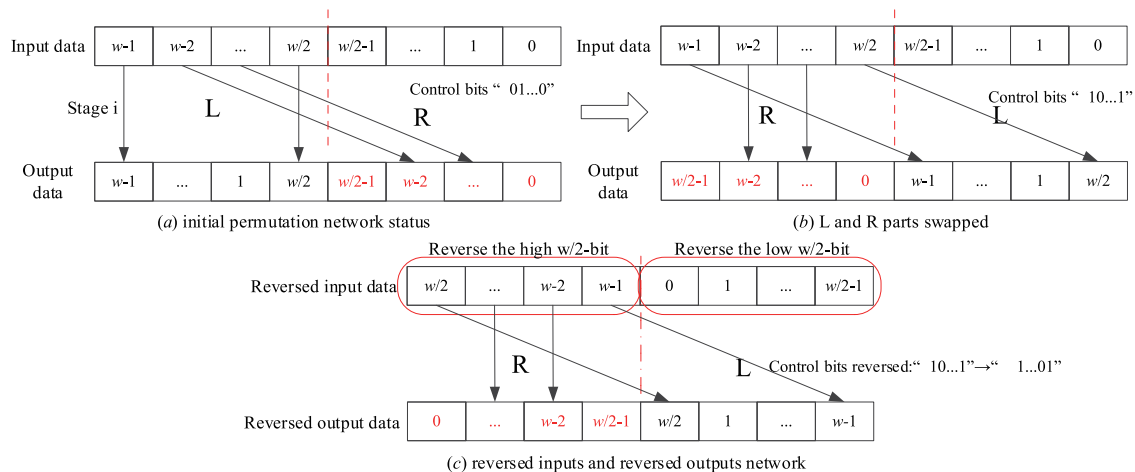 Input data w-1 w-2 ... w/2 w/2-1 ... 1 0
Stage i L R Control bits “ 01...0”
Output data w-1 ... 1 w/2 w/2-1 w-2 ... 0
(a) initial permutation network status
Input data w-1 w-2 ... w/2 w/2-1 ... 1 0
R L Control bits “ 10...1”
Output data w/2-1 w-2 ... 0 w-1 ... 1 w/2
(b) L and R parts swapped
Reverse the high w/2-bit Reverse the low w/2-bit
Reversed input data w/2 ... w-2 w-1 0 1 ... w/2-1
R L Control bits reversed:“ 10...1”→“ 1...01”
Reversed output data 0 ... w-2 w/2-1 w/2 1 ... w-1
(c) reversed inputs and reversed outputs network